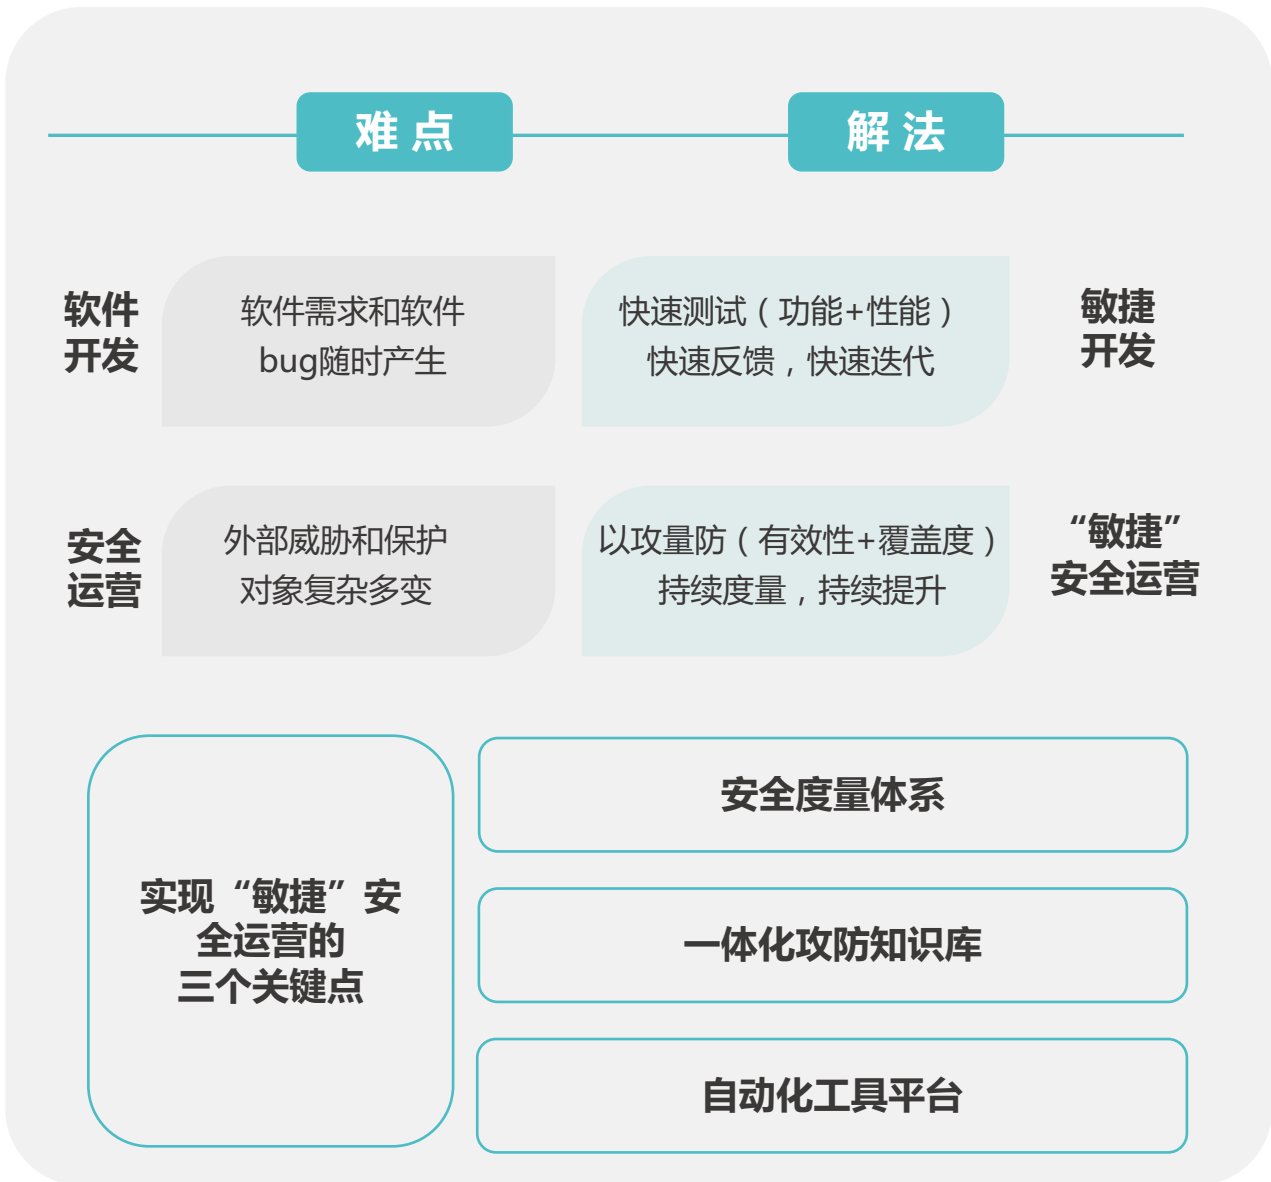 难点
解法
软件
开发
软件需求和软件
bug随时产生
快速测试（功能+性能）
快速反馈，快速迭代
敏捷
开发
安全
运营
外部威胁和保护
对象复杂多变
以攻量防（有效性+覆盖度）
持续度量，持续提升
“敏捷”
安全运营
实现“敏捷”安
全运营的
三个关键点
安全度量体系
一体化攻防知识库
自动化工具平台